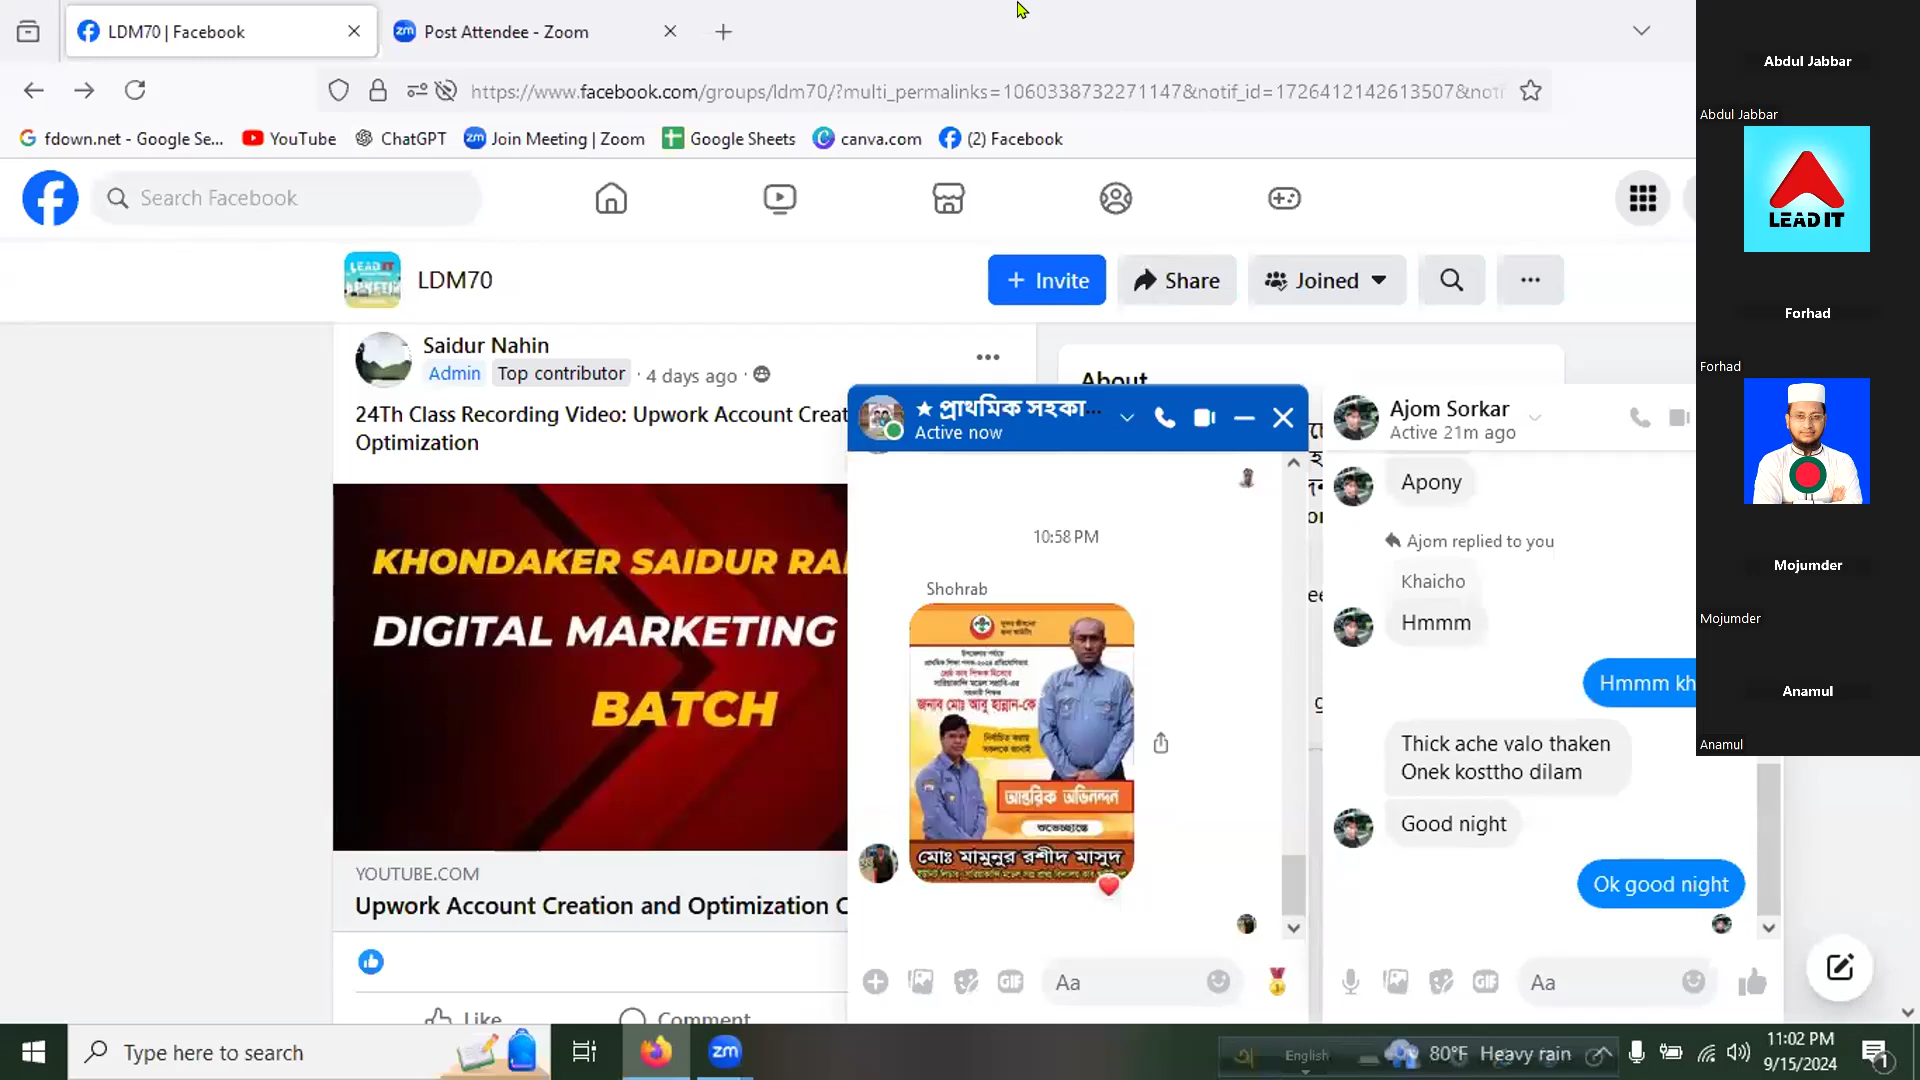 LDM70 | Facebook
Post Attendee - Zoom
https://www.facebook.com/groups/ldm70/?multi_permalinks=1060338732271147&notif_id=1726412142613507&noti
fdown.net - Google Se...
YouTube
ChatGPT
Join Meeting | Zoom
Google Sheets
canva.com
(2) Facebook
Search Facebook
LDM70
+ Invite
Share
Joined
Saidur Nahin
Admin
Top contributor
· 4 days ago ·
24Th Class Recording Video: Upwork Account Creat
Optimization
KHONDAKER SAIDUR RA
DIGITAL MARKETING
BATCH
YOUTUBE.COM
Upwork Account Creation and Optimization C
Like
Comment
About
★ প্রাথমিক সহকা...
Active now
10:58 PM
Shohrab
জনাব মোঃ আবু হান্নান-কে
আন্তরিক অভিনন্দন
শুভেচ্ছান্তে
মোঃ মামুনুর রশীদ মাসুদ
GIF
Aa
Ajom Sorkar
Active 21m ago
Apony
Ajom replied to you
Khaicho
Hmmm
Hmmm kh
Thick ache valo thaken
Onek kosttho dilam
Good night
Ok good night
GIF
Aa
Abdul Jabbar
Abdul Jabbar
LEAD IT
Forhad
Forhad
Mojumder
Mojumder
Anamul
Anamul
Type here to search
zm
English
80°F Heavy rain
11:02 PM
9/15/2024
1